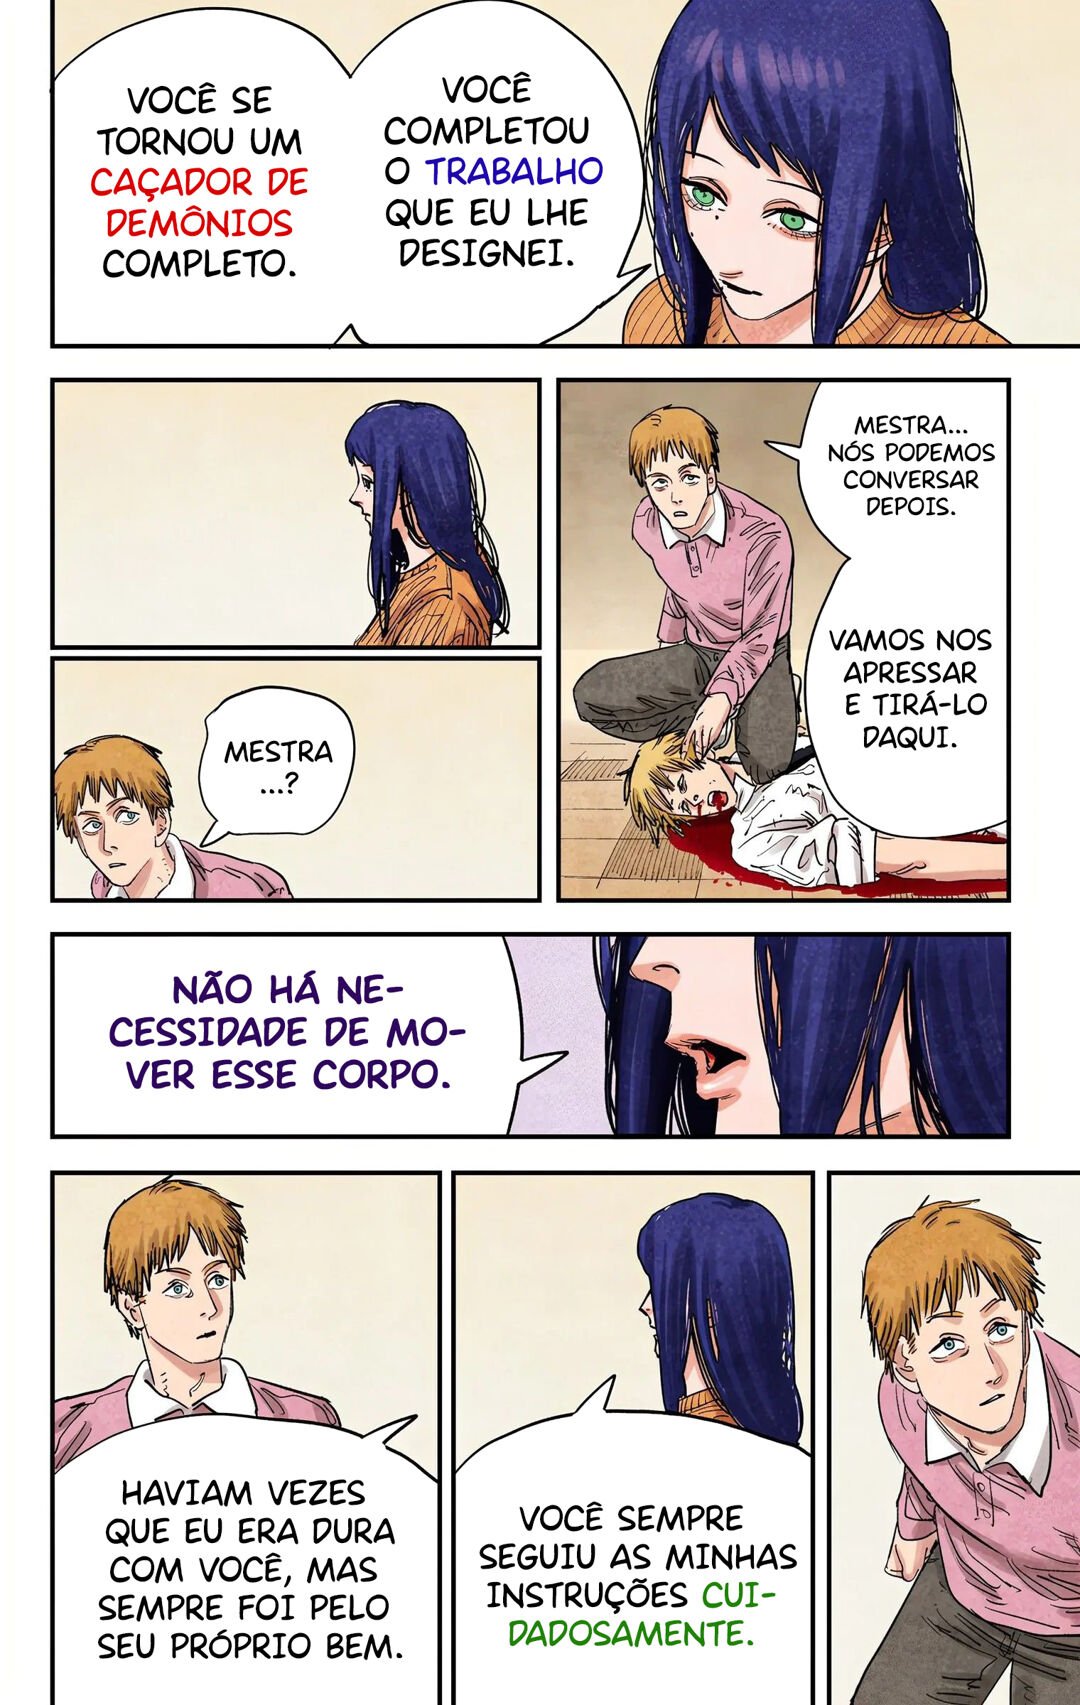 VOCÊ
COMPLETOU
O TRABALHO
QUE EU LHE
DESIGNEI.
VOCÊ SE
TORNOU UM
CAÇADOR DE
DEMÔNIOS
COMPLETO.
MESTRA...
NÓS PODEMOS
CONVERSAR
DEPOIS.
VAMOS NOS
APRESSAR
E TIRÁ-LO
DAQUI.
MESTRA
...?
NÃO HÁ NE-
CESSIDADE DE MO-
VER ESSE CORPO.
VOCÊ SEMPRE
SEGUIU AS MINHAS
INSTRUÇÕES CUI-
DADOSAMENTE.
HAVIAM VEZES
QUE EU ERA DURA
COM VOCÊ, MAS
SEMPRE FOI PELO
SEU PRÓPRIO BEM.